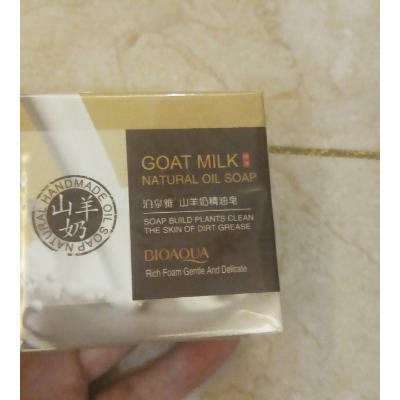 GOAT MILK
NATURAL OIL SOAP
泊泉雅 山羊奶精油皂
SOAP BUILD PLANTS CLEAN
THE SKIN OF DIRT GREASE
BIOAQUA
Rich Foam Gentle And Delicate
NATURAL HANDMADE OIL SOAP
山羊
奶